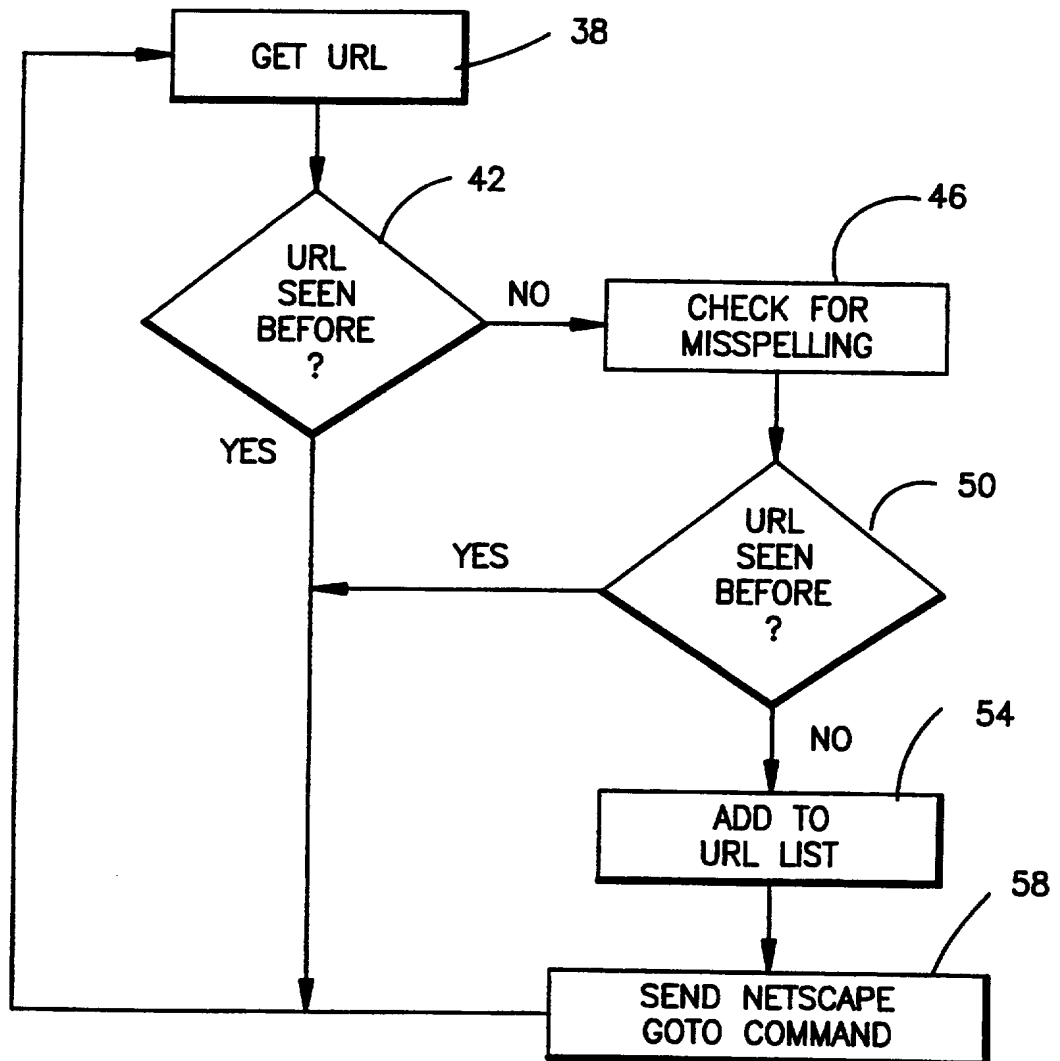 GET URL
38
42
URL
SEEN
BEFORE
?
NO
46
CHECK FOR
MISSPELLING
YES
50
URL
SEEN
BEFORE
?
YES
NO
54
ADD TO
URL LIST
58
SEND NETSCAPE
GOTO COMMAND